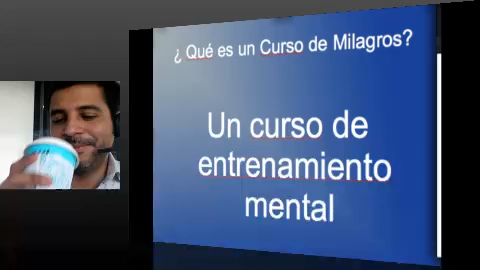 ¿ Qué es un Curso de Milagros?
Un curso de
entrenamiento
mental